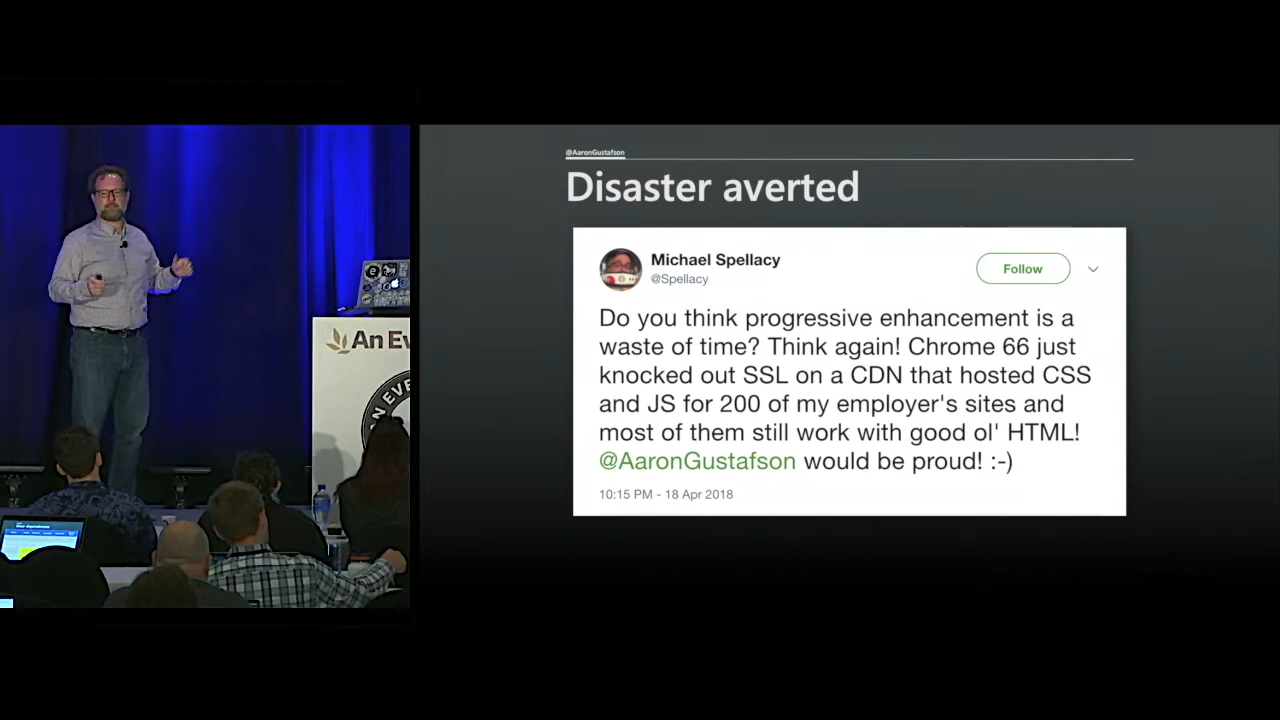 @AaronGustafson
Disaster averted
Michael Spellacy
@Spellacy
Follow
Do you think progressive enhancement is a
waste of time? Think again! Chrome 66 just
knocked out SSL on a CDN that hosted CSS
and JS for 200 of my employer's sites and
most of them still work with good ol' HTML!
@AaronGustafson would be proud! :-)
10:15 PM - 18 Apr 2018
An Ev
AN EVE